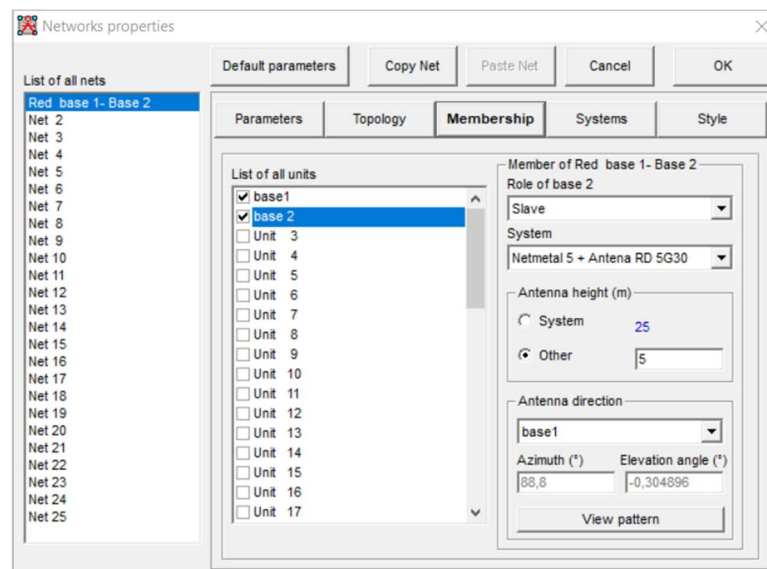 Networks properties
Default parameters
Copy Net
Paste Net
Cancel
OK
List of all nets
Red base 1- Base 2
Net 2
Net 3
Net 4
Net 5
Net 6
Net 7
Net 8
Net 9
Net 10
Net 11
Net 12
Net 13
Net 14
Net 15
Net 16
Net 17
Net 18
Net 19
Net 20
Net 21
Net 22
Net 23
Net 24
Net 25
Parameters
Topology
Membership
Systems
Style
List of all units
base1
base 2
Unit 3
Unit 4
Unit 5
Unit 6
Unit 7
Unit 8
Unit 9
Unit 10
Unit 11
Unit 12
Unit 13
Unit 14
Unit 15
Unit 16
Unit 17
Member of Red base 1- Base 2
Role of base 2
Slave
System
Netmetal 5 + Antena RD 5G30
Antenna height (m)
System 25
Other 5
Antenna direction
base1
Azimuth (°) Elevation angle (°)
88,8 -0,304896
View pattern